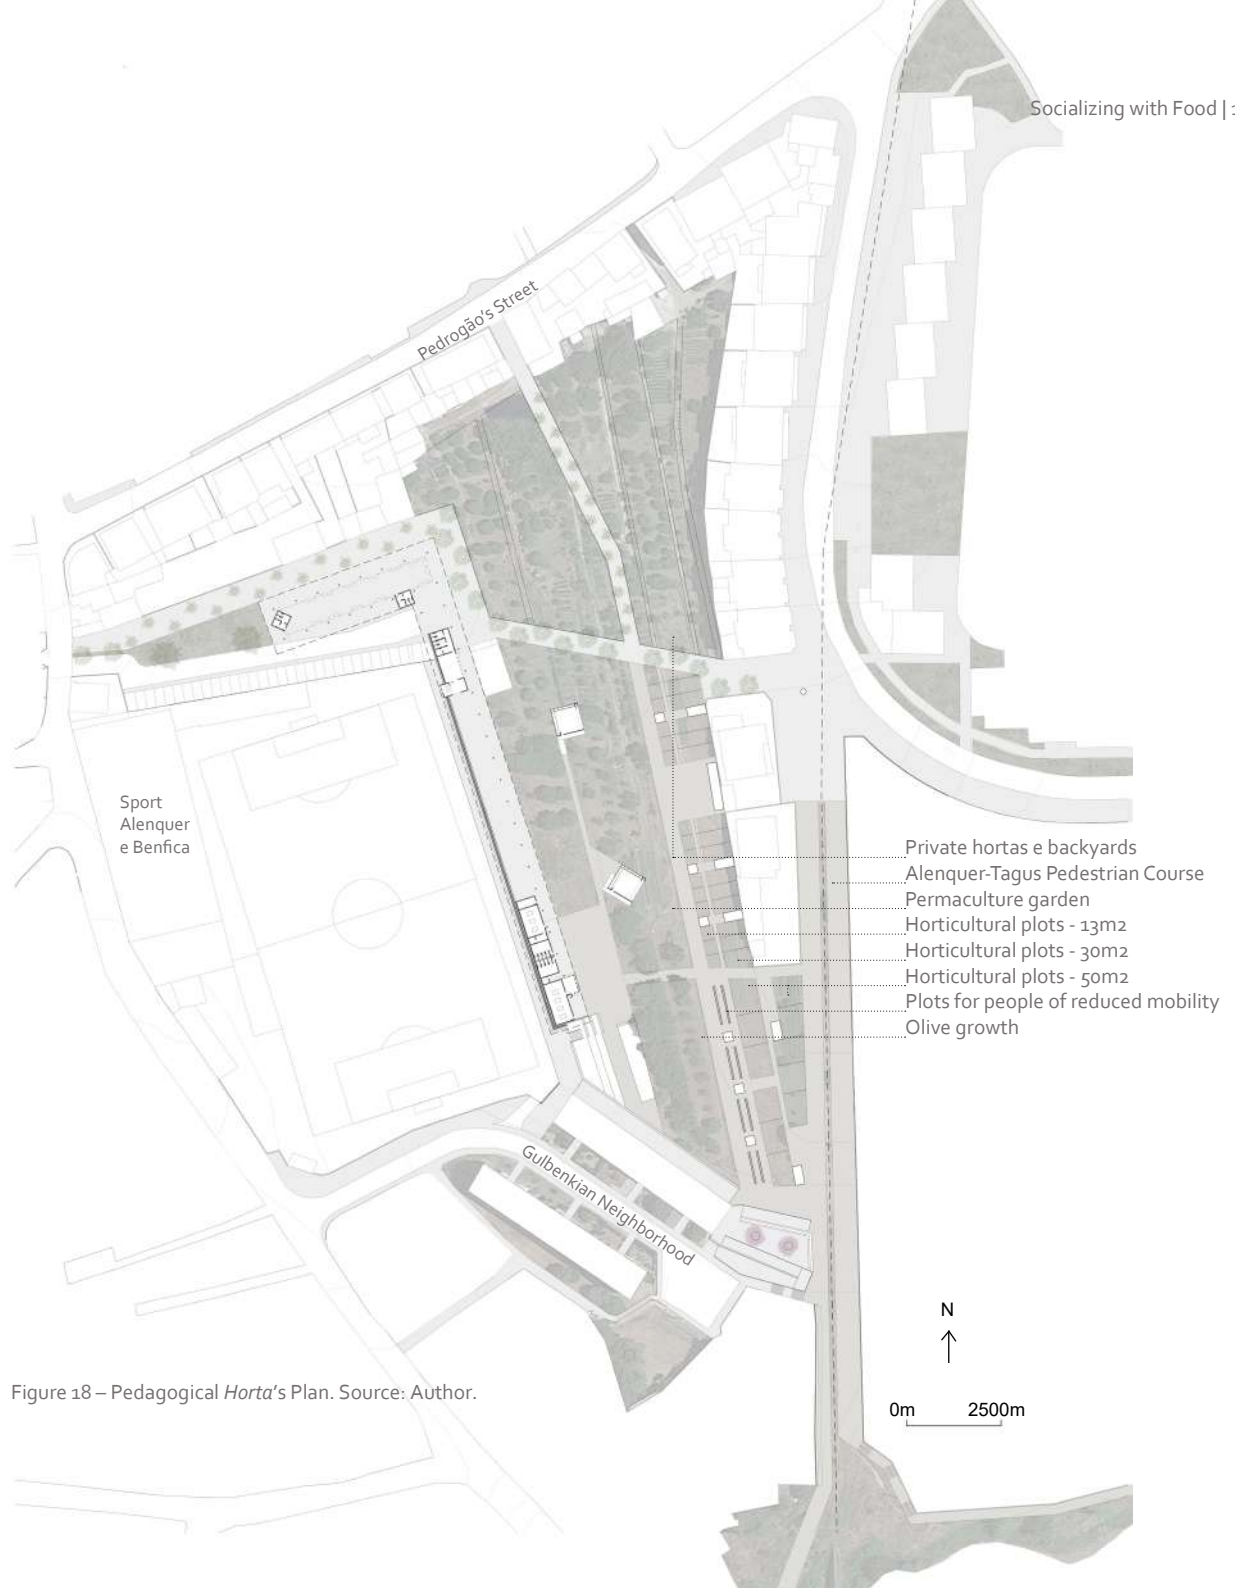 Socializing with Food |
Pedrogão's Street
Sport
Alenquer
e Benfica
Private hortas e backyards
Alenquer-Tagus Pedestrian Course
Permaculture garden
Horticultural plots - 13m2
Horticultural plots - 30m2
Horticultural plots - 50m2
Plots for people of reduced mobility
Olive growth
Gulbenkian Neighborhood
N
0m 2500m
Figure 18 – Pedagogical Horta's Plan. Source: Author.